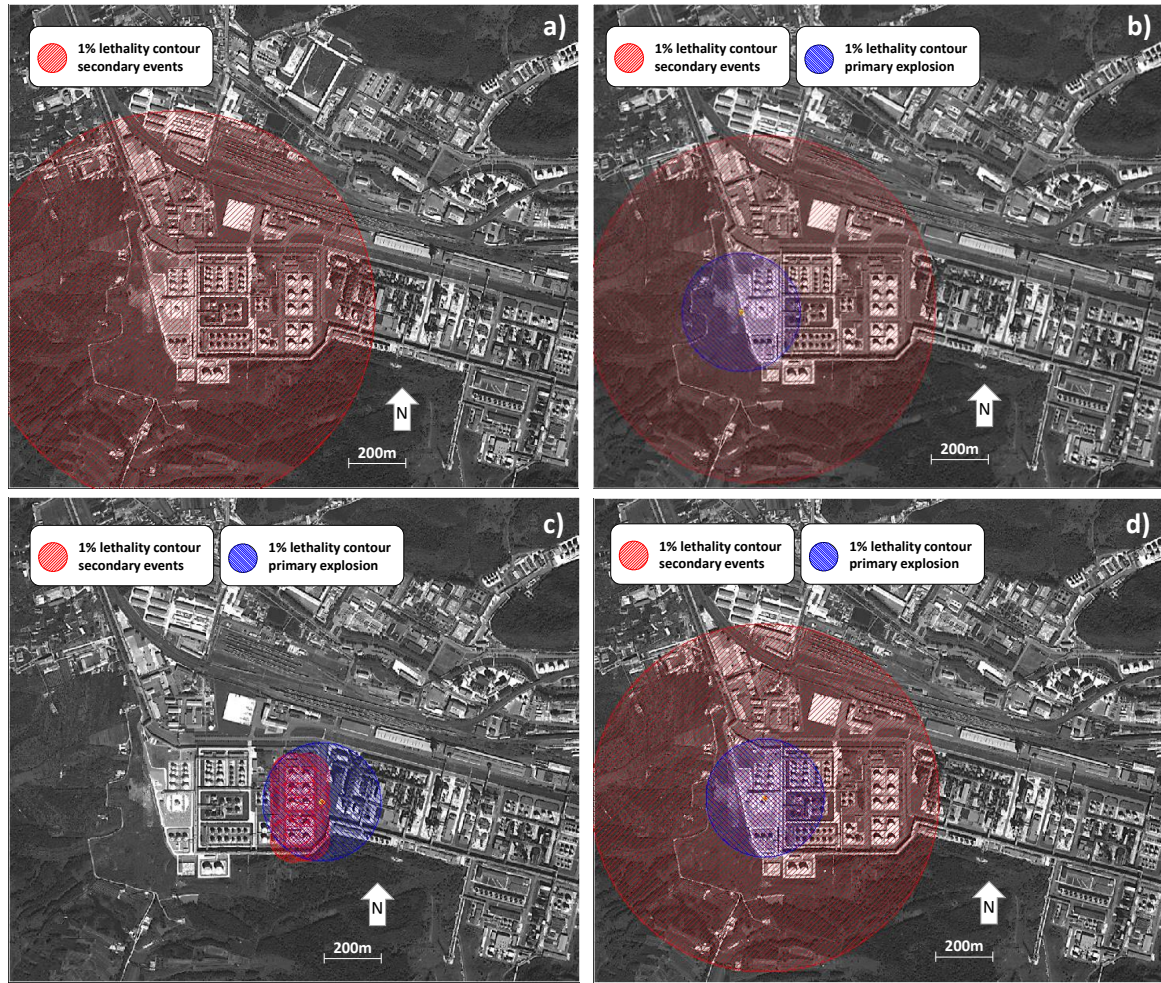 a)
1% lethality contour
secondary events
N
200m
b)
1% lethality contour
secondary events
1% lethality contour
primary explosion
N
200m
c)
1% lethality contour
secondary events
1% lethality contour
primary explosion
N
200m
d)
1% lethality contour
secondary events
1% lethality contour
primary explosion
N
200m